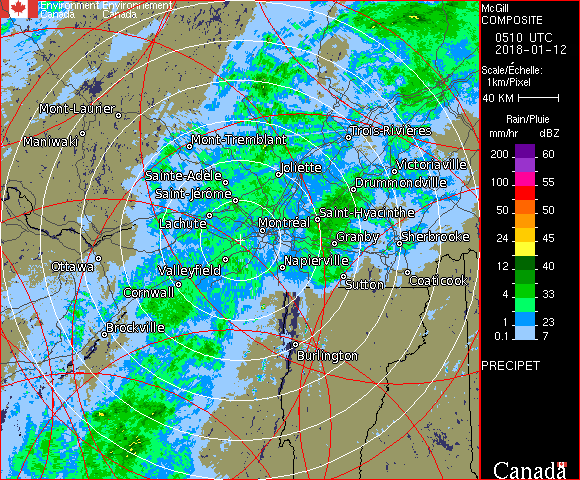 Environment Environnement
Canada Canada
McGill
COMPOSITE
0510 UTC
2018-01-12
Scale/Échelle:
1km/Pixel
40 KM
Rain/Pluie
mm/hr dBZ
200 60
100 55
50 50
24 45
12 40
4 33
1 23
0.1 7
PRECIPET
Canada
Mont-Laurier
Maniwaki
Mont-Tremblant
Trois-Rivières
Joliette
Victoriaville
Sainte-Adèle
Drummondville
Saint-Jérôme
Saint-Hyacinthe
Lachute
Montréal
Granby
Sherbrooke
Ottawa
Valleyfield
Napierville
Sutton
Coaticook
Cornwall
Brockville
Burlington